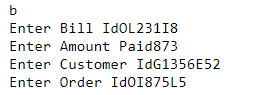 b
Enter Bill IdOL231I8
Enter Amount Paid873
Enter Customer IdG1356E52
Enter Order IdOI875L5